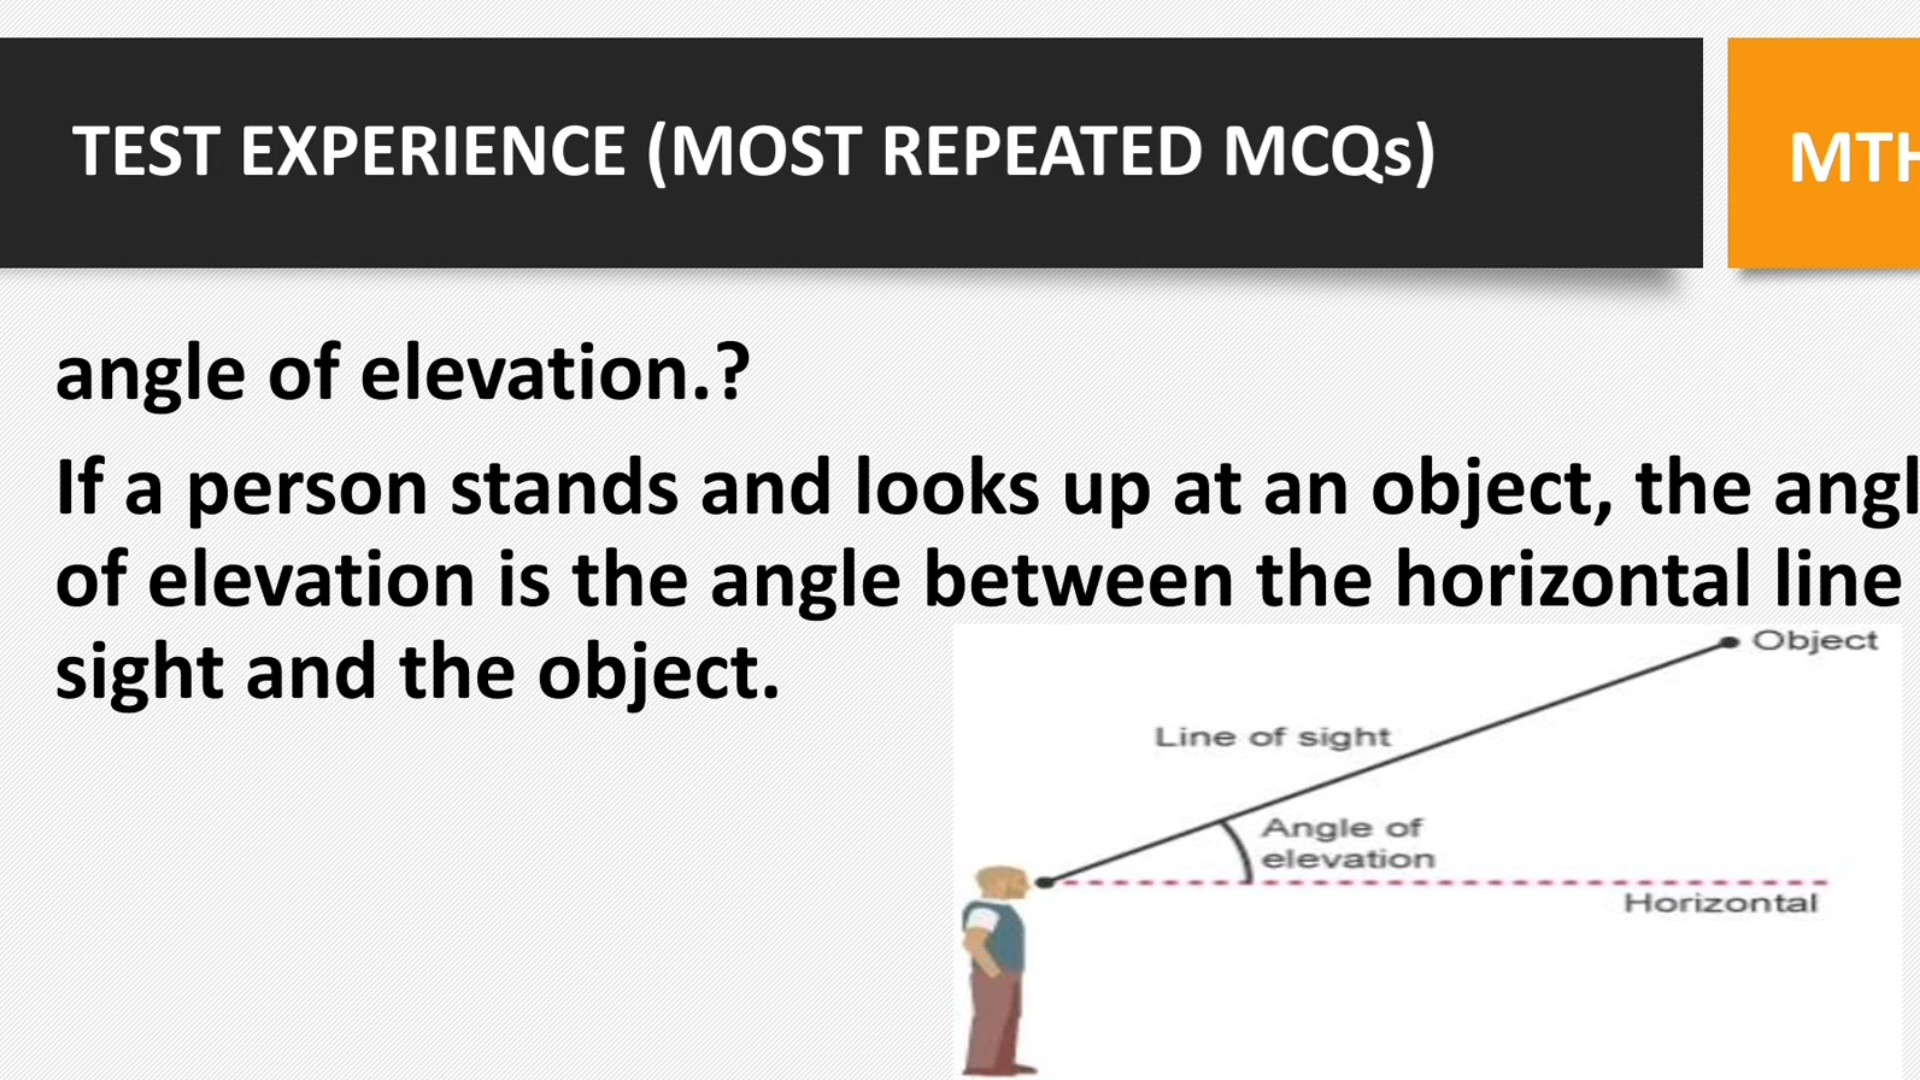 TEST EXPERIENCE (MOST REPEATED MCQs)
MTH
angle of elevation.?
If a person stands and looks up at an object, the angl
of elevation is the angle between the horizontal line
sight and the object.
Object
Line of sight
Angle of
elevation
Horizontal